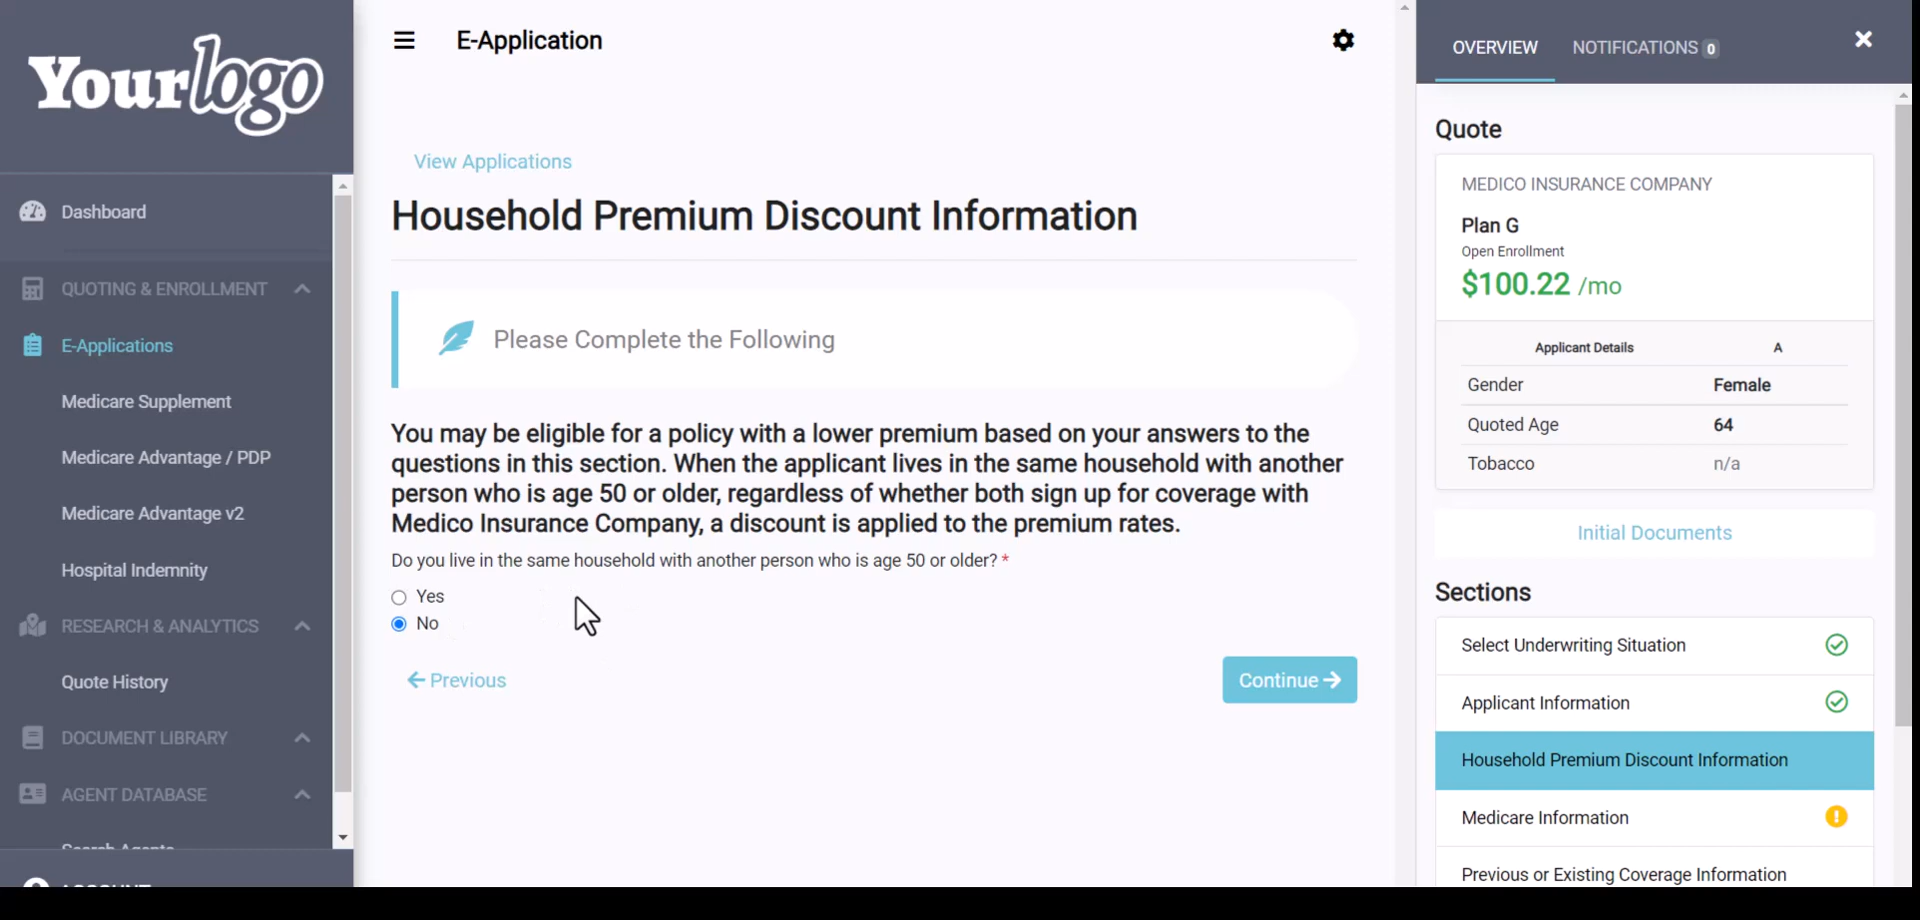 Yourlogo
Dashboard
QUOTING & ENROLLMENT
E-Applications
Medicare Supplement
Medicare Advantage / PDP
Medicare Advantage v2
Hospital Indemnity
RESEARCH & ANALYTICS
Quote History
DOCUMENT LIBRARY
AGENT DATABASE
Search Agents
ACCOUNT
E-Application
View Applications
Household Premium Discount Information
Please Complete the Following
You may be eligible for a policy with a lower premium based on your answers to the
questions in this section. When the applicant lives in the same household with another
person who is age 50 or older, regardless of whether both sign up for coverage with
Medico Insurance Company, a discount is applied to the premium rates.
Do you live in the same household with another person who is age 50 or older? *
Yes
No
Previous
Continue
OVERVIEW NOTIFICATIONS 0
Quote
MEDICO INSURANCE COMPANY
Plan G
Open Enrollment
$100.22 /mo
Applicant Details A
Gender Female
Quoted Age 64
Tobacco n/a
Initial Documents
Sections
Select Underwriting Situation
Applicant Information
Household Premium Discount Information
Medicare Information
Previous or Existing Coverage Information